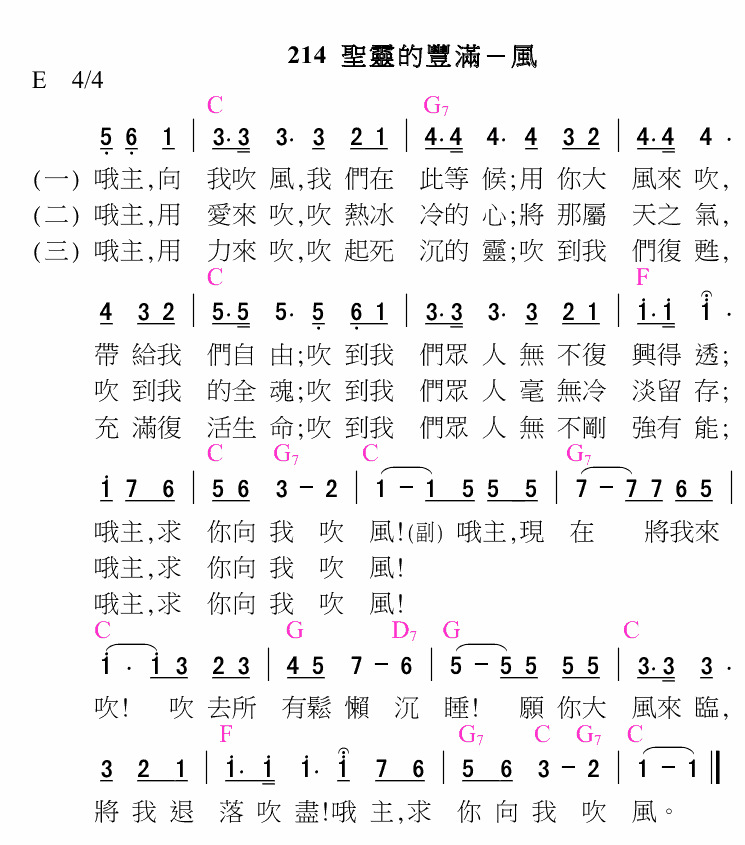 214 聖靈的豐滿－風
E 4/4
C G7
5 6 1 | 3·3 3· 3 2 1 | 4·4 4· 4 3 2 | 4·4 4 ·
(一) 哦主,向 我吹 風,我 們在 此等 候;用 你大 風來 吹,
(二) 哦主,用 愛來 吹,吹 熱冰 冷的 心;將 那屬 天之 氣,
(三) 哦主,用 力來 吹,吹 起死 沉的 靈;吹 到我 們復 甦,
C F
4 3 2 | 5·5 5· 5 6 1 | 3·3 3· 3 2 1 | 1·1 1 ·
帶 給我 們自 由;吹 到我 們眾 人 無 不復 興得 透;
吹 到我 的全 魂;吹 到我 們眾 人 毫 無冷 淡留 存;
充 滿復 活生 命;吹 到我 們眾 人 無 不剛 強有 能;
C G7 C G7
1 7 6 | 5 6 3 － 2 | 1 － 1 5 5 5 | 7 － 7 7 6 5 |
哦主,求 你向 我 吹 風!(副) 哦主,現 在 將我來
哦主,求 你向 我 吹 風!
哦主,求 你向 我 吹 風!
C G D7 G C
1 · 1 3 2 3 | 4 5 7 － 6 | 5 － 5 5 5 5 | 3·3 3 ·
吹! 吹 去所 有鬆 懶 沉 睡! 願 你大 風來 臨,
F G7 C G7 C
3 2 1 | 1· 1 1· 1 7 6 | 5 6 3 － 2 | 1 － 1 ‖
將 我 退 落 吹 盡!哦 主,求 你 向 我 吹 風。